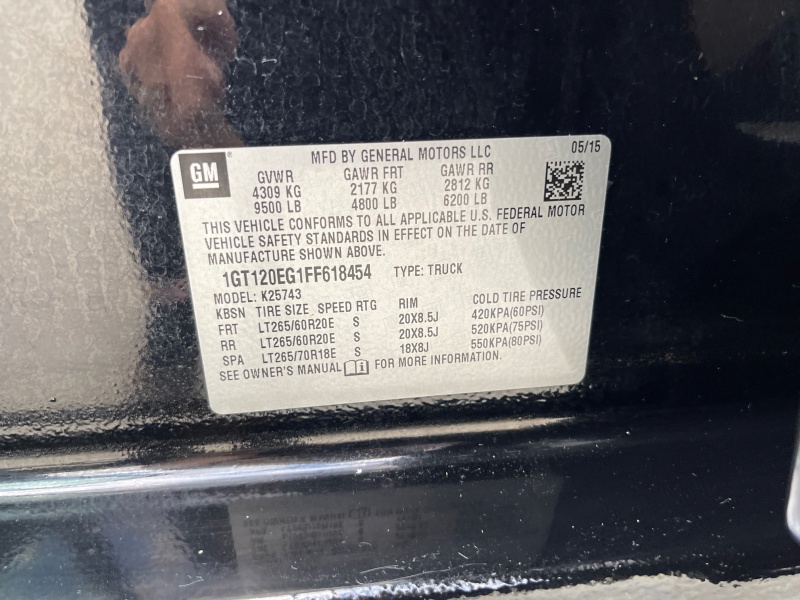 GM MFD BY GENERAL MOTORS LLC 05/15
GVWR GAWR FRT GAWR RR
4309 KG 2177 KG 2812 KG
9500 LB 4800 LB 6200 LB
THIS VEHICLE CONFORMS TO ALL APPLICABLE U.S. FEDERAL MOTOR
VEHICLE SAFETY STANDARDS IN EFFECT ON THE DATE OF
MANUFACTURE SHOWN ABOVE.
1GT120EG1FF618454 TYPE: TRUCK
MODEL: K25743
KBSN TIRE SIZE SPEED RTG RIM COLD TIRE PRESSURE
FRT LT265/60R20E S 20X8.5J 420KPA(60PSI)
RR LT265/60R20E S 20X8.5J 520KPA(75PSI)
SPA LT265/70R18E S 18X8J 550KPA(80PSI)
SEE OWNER'S MANUAL FOR MORE INFORMATION.